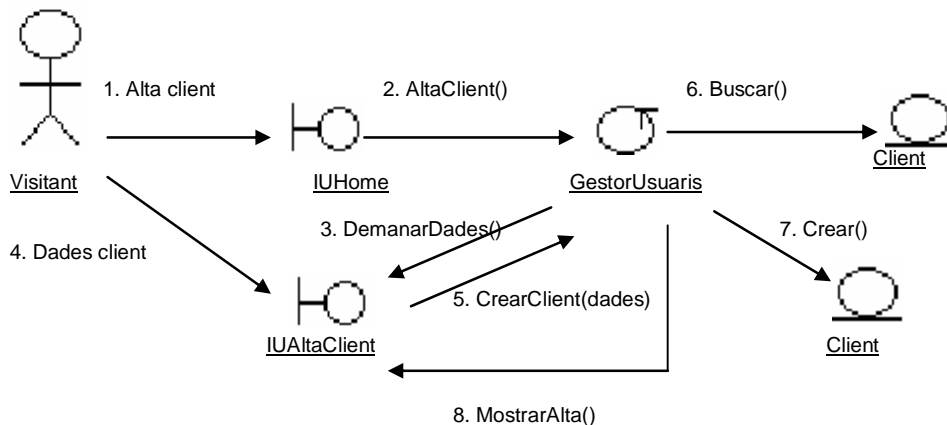 1. Alta client
2. AltaClient()
6. Buscar()
Client
Visitant
IUHome
GestorUsuaris
3. DemanarDades()
7. Crear()
4. Dades client
5. CrearClient(dades)
IUAltaClient
Client
8. MostrarAlta()